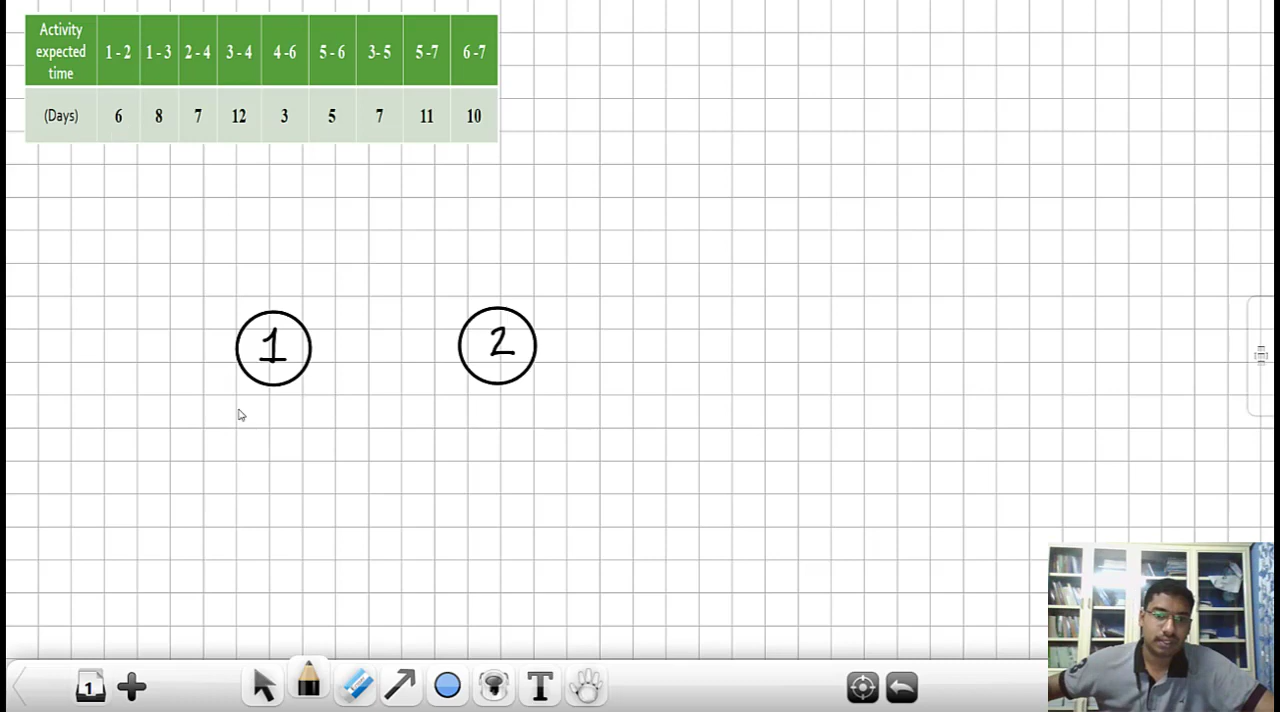 Activity expected time 1 - 2 1 - 3 2 - 4 3 - 4 4 -6 5 - 6 3- 5 5 -7 6 -7
(Days) 6 8 7 12 3 5 7 11 10
1 2
1 T